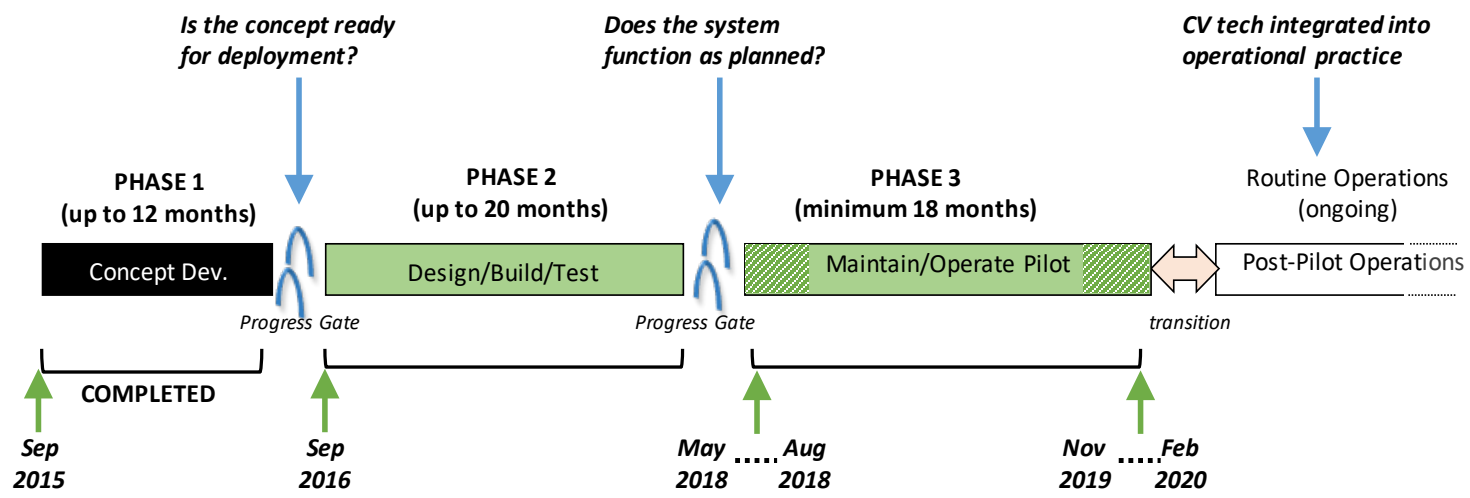 Is the concept ready
for deployment?
Does the system
function as planned?
CV tech integrated into
operational practice
PHASE 1
(up to 12 months)
PHASE 2
(up to 20 months)
PHASE 3
(minimum 18 months)
Routine Operations
(ongoing)
Concept Dev.
Design/Build/Test
Maintain/Operate Pilot
Post-Pilot Operations
Progress Gate
Progress Gate
transition
COMPLETED
Sep
2015
Sep
2016
May
2018
Aug
2018
Nov
2019
Feb
2020